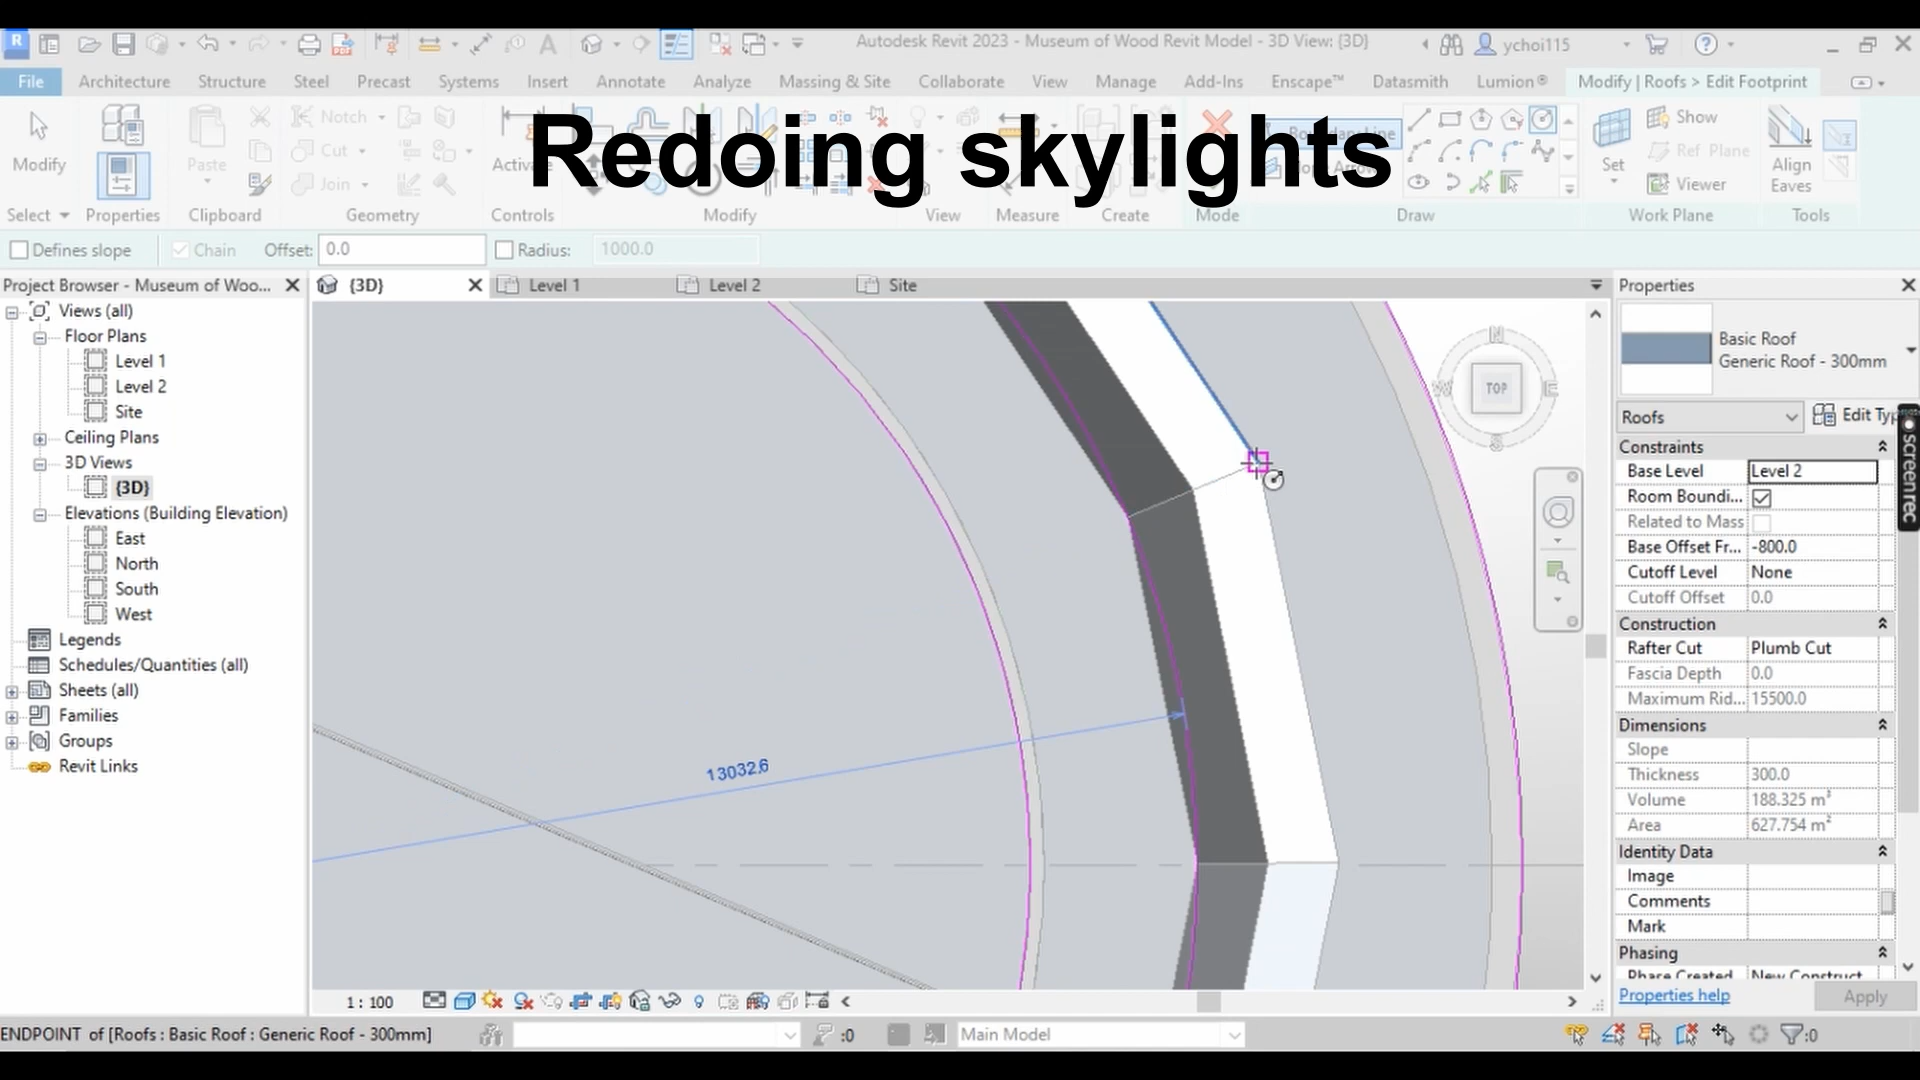 R
Autodesk Revit 2023 - Museum of Wood Revit Model - 3D View: {3D}
ychoi115
File Architecture Structure Steel Precast Systems Insert Annotate Analyze Massing & Site Collaborate View Manage Add-Ins Enscape™ Datasmith Lumion® Modify | Roofs > Edit Footprint
Redoing skylights
Modify
Paste
Notch
Cut
Join
Boundary Line
Set
Show
Ref Plane
Viewer
Align
Eaves
Select Properties Clipboard Geometry Controls Modify View Measure Create Mode Draw Work Plane Tools
Defines slope Chain Offset: 0.0 Radius: 1000.0
Project Browser - Museum of Woo...
Views (all)
Floor Plans
Level 1
Level 2
Site
Ceiling Plans
3D Views
{3D}
Elevations (Building Elevation)
East
North
South
West
Legends
Schedules/Quantities (all)
Sheets (all)
Families
Groups
Revit Links
{3D} Level 1 Level 2 Site
N
W
TOP
E
S
13032.6
Properties
Basic Roof
Generic Roof - 300mm
Roofs
screenrec
Constraints
Base Level Level 2
Room Boundi...
Related to Mass
Base Offset Fr... -800.0
Cutoff Level None
Cutoff Offset 0.0
Construction
Rafter Cut Plumb Cut
Fascia Depth 0.0
Maximum Rid... 15500.0
Dimensions
Slope
Thickness 300.0
Volume 188.325 m³
Area 627.754 m²
Identity Data
Image
Comments
Mark
Phasing
Properties help Apply
1 : 100
ENDPOINT of [Roofs : Basic Roof : Generic Roof - 300mm] :0 Main Model :0